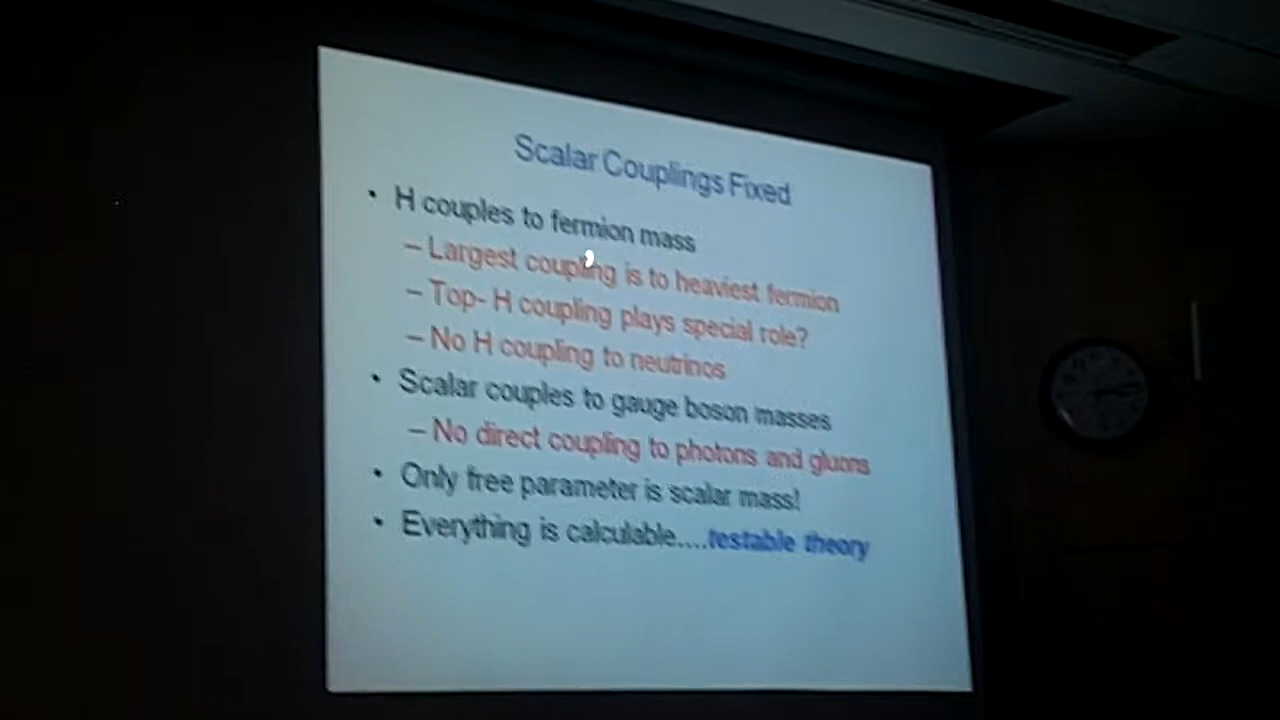 Scalar Couplings Fixed
• H couples to fermion mass
– Largest coupling is to heaviest fermion
– Top- H coupling plays special role?
– No H coupling to neutrinos
• Scalar couples to gauge boson masses
– No direct coupling to photons and gluons
• Only free parameter is scalar mass!
• Everything is calculable....testable theory